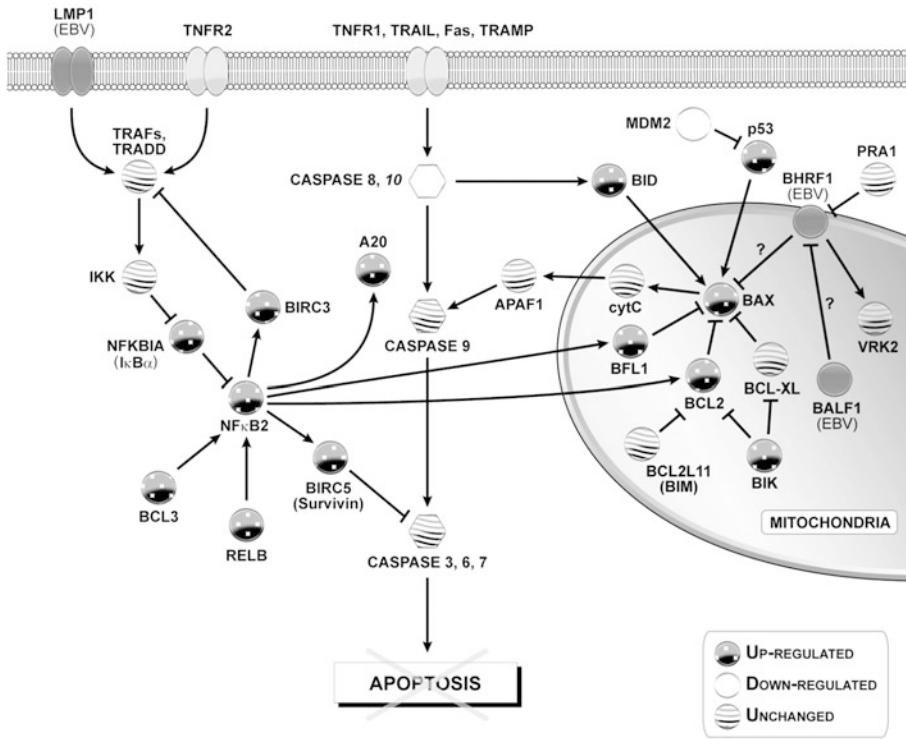 LMP1
(EBV)
TNFR2
TNFR1, TRAIL, Fas, TRAMP
TRAFs,
TRADD
MDM2
p53
PRA1
BHRF1
(EBV)
CASPASE 8, 10
BID
A20
?
IKK
BIRC3
APAF1
cytC
BAX
?
VRK2
NFKBIA
(IκBα)
CASPASE 9
BFL1
BCL2
BCL-XL
BALF1
(EBV)
NFκB2
BIRC5
(Survivin)
BCL2L11
(BIM)
BIK
BCL3
RELB
MITOCHONDRIA
CASPASE 3, 6, 7
APOPTOSIS
UP-REGULATED
DOWN-REGULATED
UNCHANGED